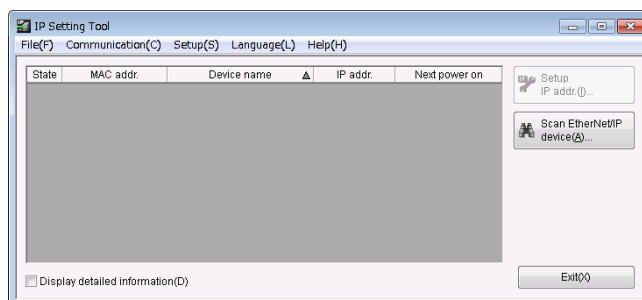 IP Setting Tool
File(F) Communication(C) Setup(S) Language(L) Help(H)
State MAC addr. Device name IP addr. Next power on
Setup
IP addr.(I)...
Scan EtherNet/IP
device(A)...
Display detailed information(D)
Exit(X)